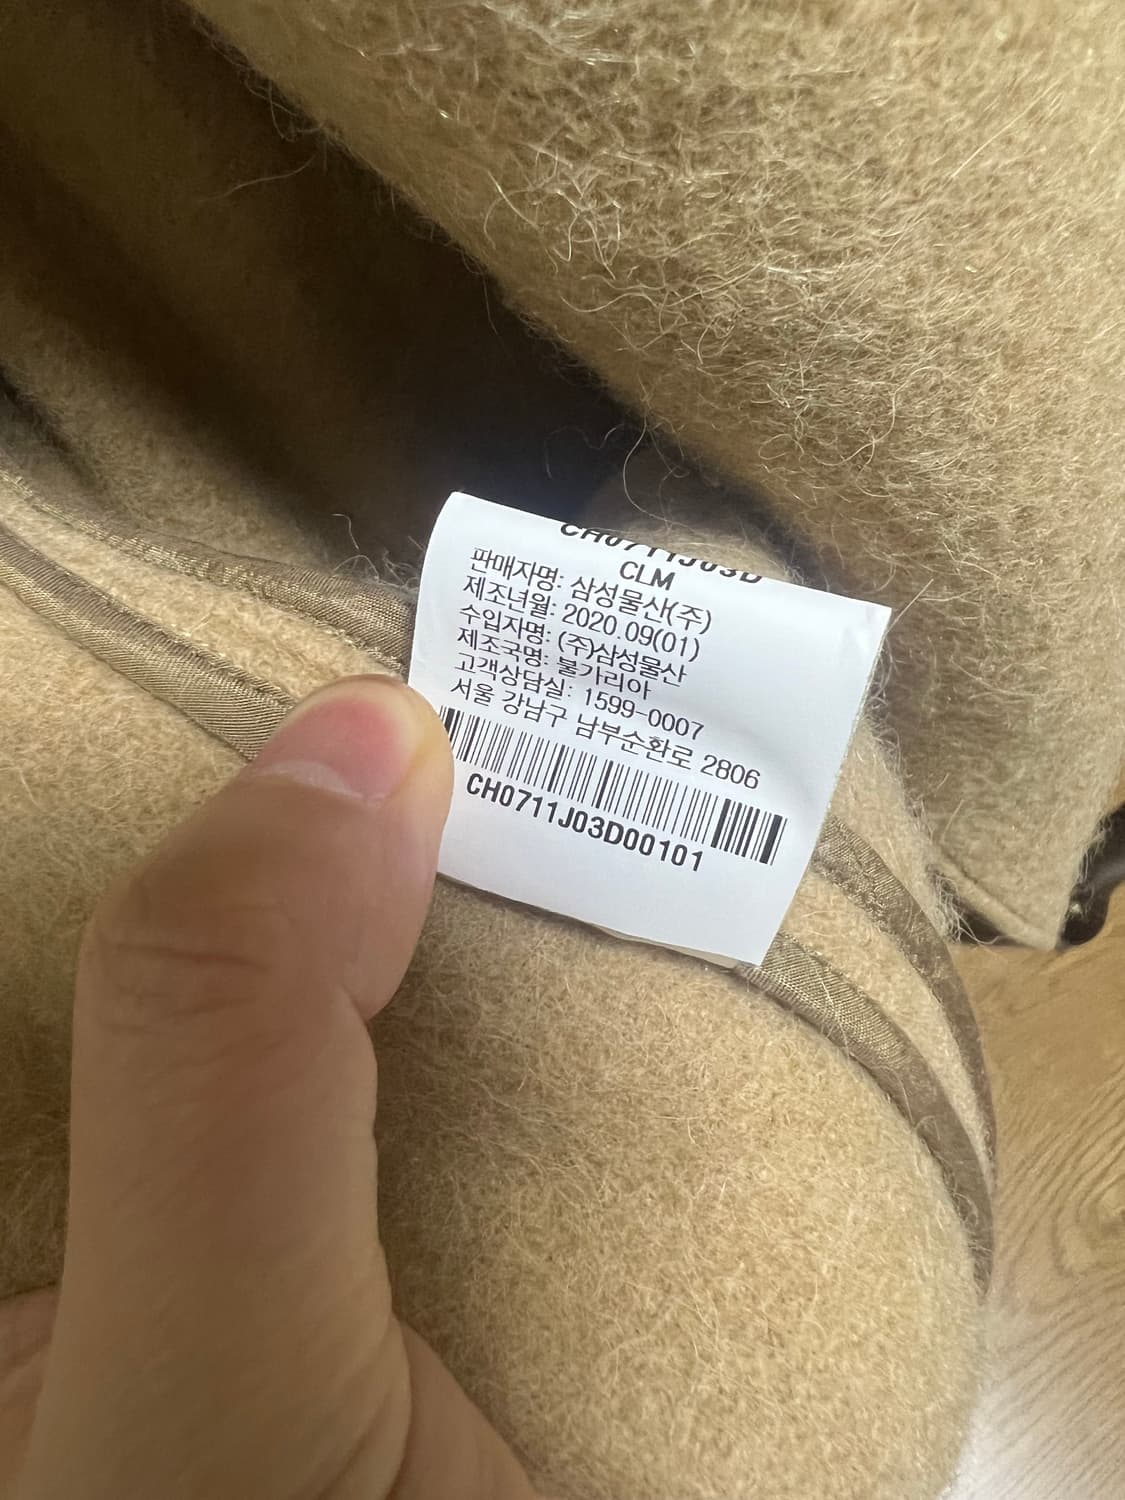 CH0711J03D
CLM
판매자명: 삼성물산(주)
제조년월: 2020.09(01)
수입자명: (주)삼성물산
제조국명: 불가리아
고객상담실: 1599-0007
서울 강남구 남부순환로 2806
CH0711J03D00101